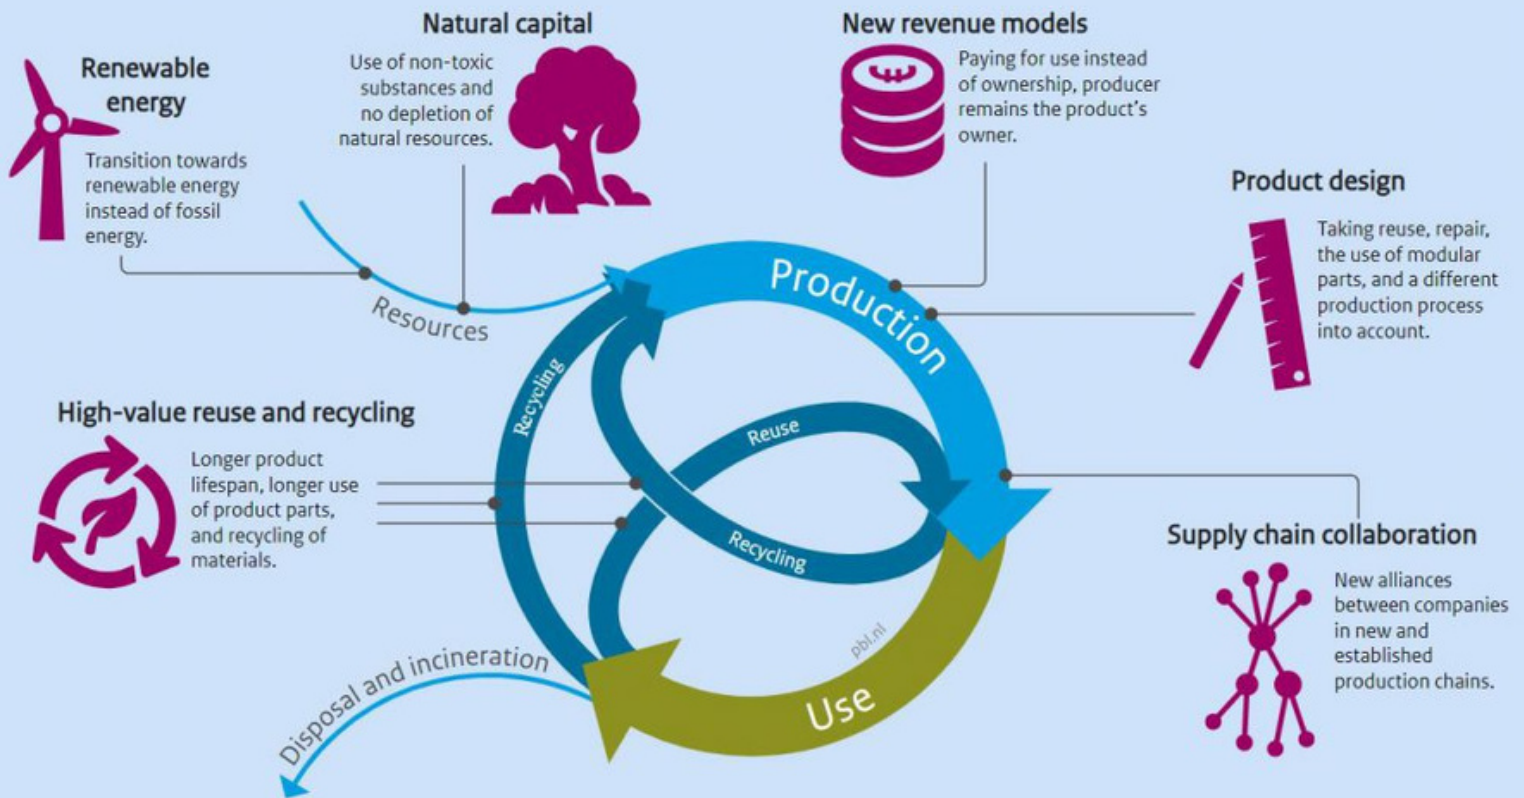 Natural capital
Use of non-toxic
substances and
no depletion of
natural resources.
New revenue models
Paying for use instead
of ownership, producer
remains the product's
owner.
Renewable
energy
Transition towards
renewable energy
instead of fossil
energy.
Product design
Taking reuse, repair,
the use of modular
parts, and a different
production process
into account.
Resources
Production
Recycling
Reuse
Recycling
High-value reuse and recycling
Longer product
lifespan, longer use
of product parts,
and recycling of
materials.
Supply chain collaboration
New alliances
between companies
in new and
established
production chains.
pbl.nl
Use
Disposal and incineration